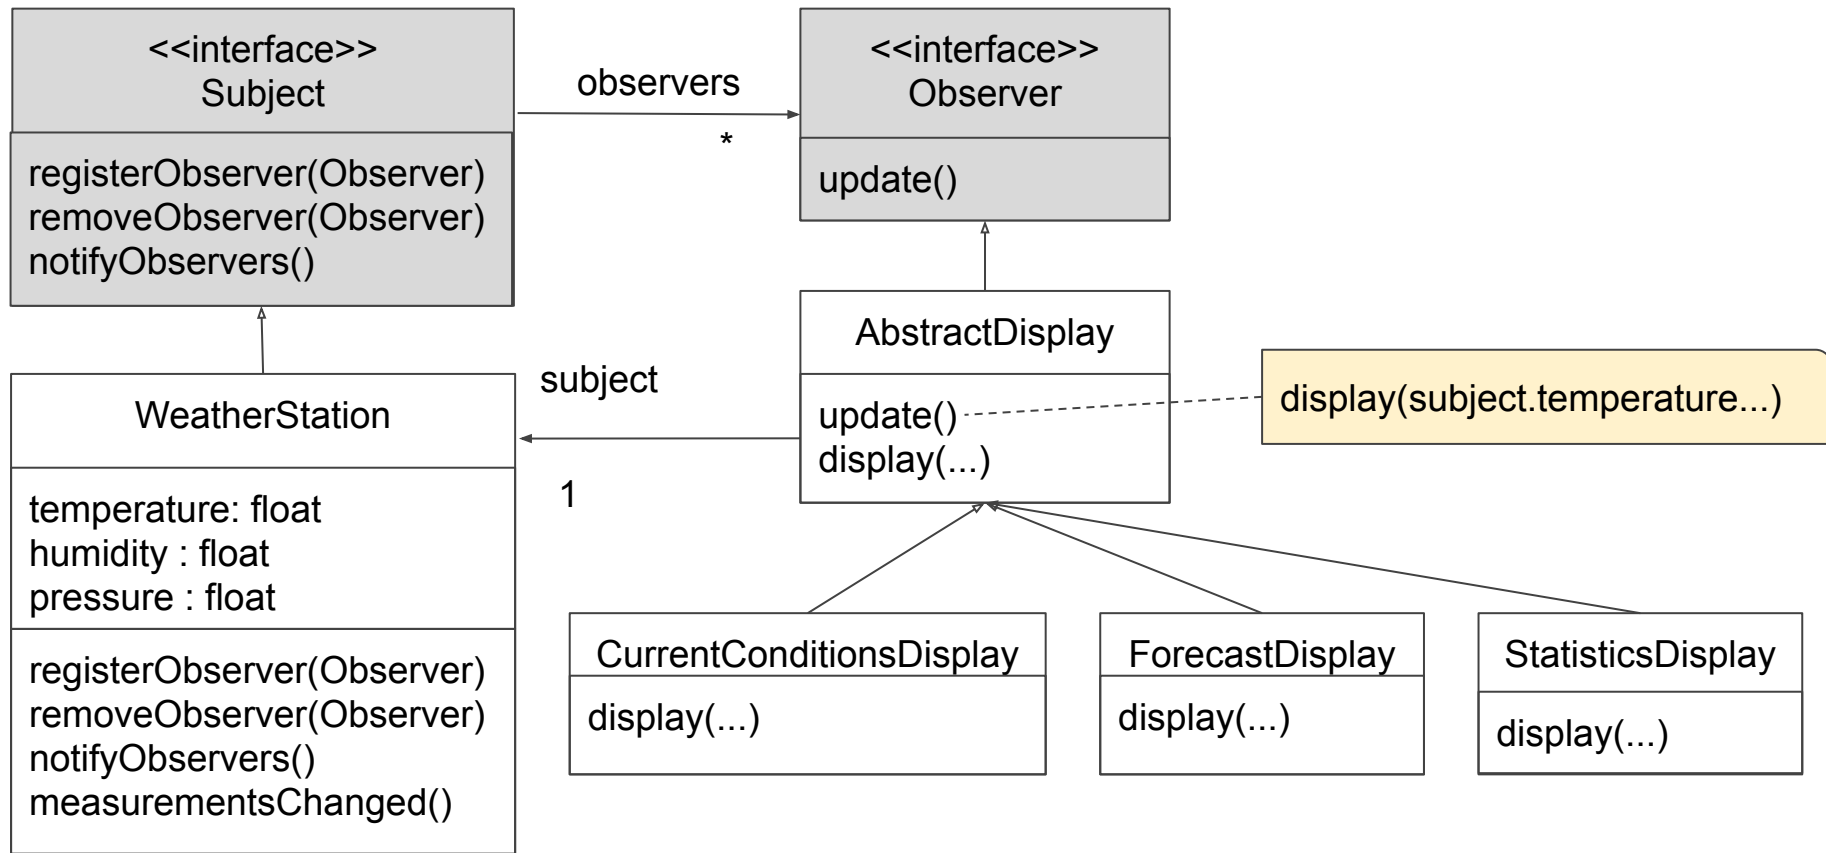 <<interface>>
Subject
registerObserver(Observer)
removeObserver(Observer)
notifyObservers()
observers
*
<<interface>>
Observer
update()
WeatherStation
temperature: float
humidity : float
pressure : float
registerObserver(Observer)
removeObserver(Observer)
notifyObservers()
measurementsChanged()
subject
1
AbstractDisplay
update()
display(...)
display(subject.temperature...)
CurrentConditionsDisplay
display(...)
ForecastDisplay
display(...)
StatisticsDisplay
display(...)